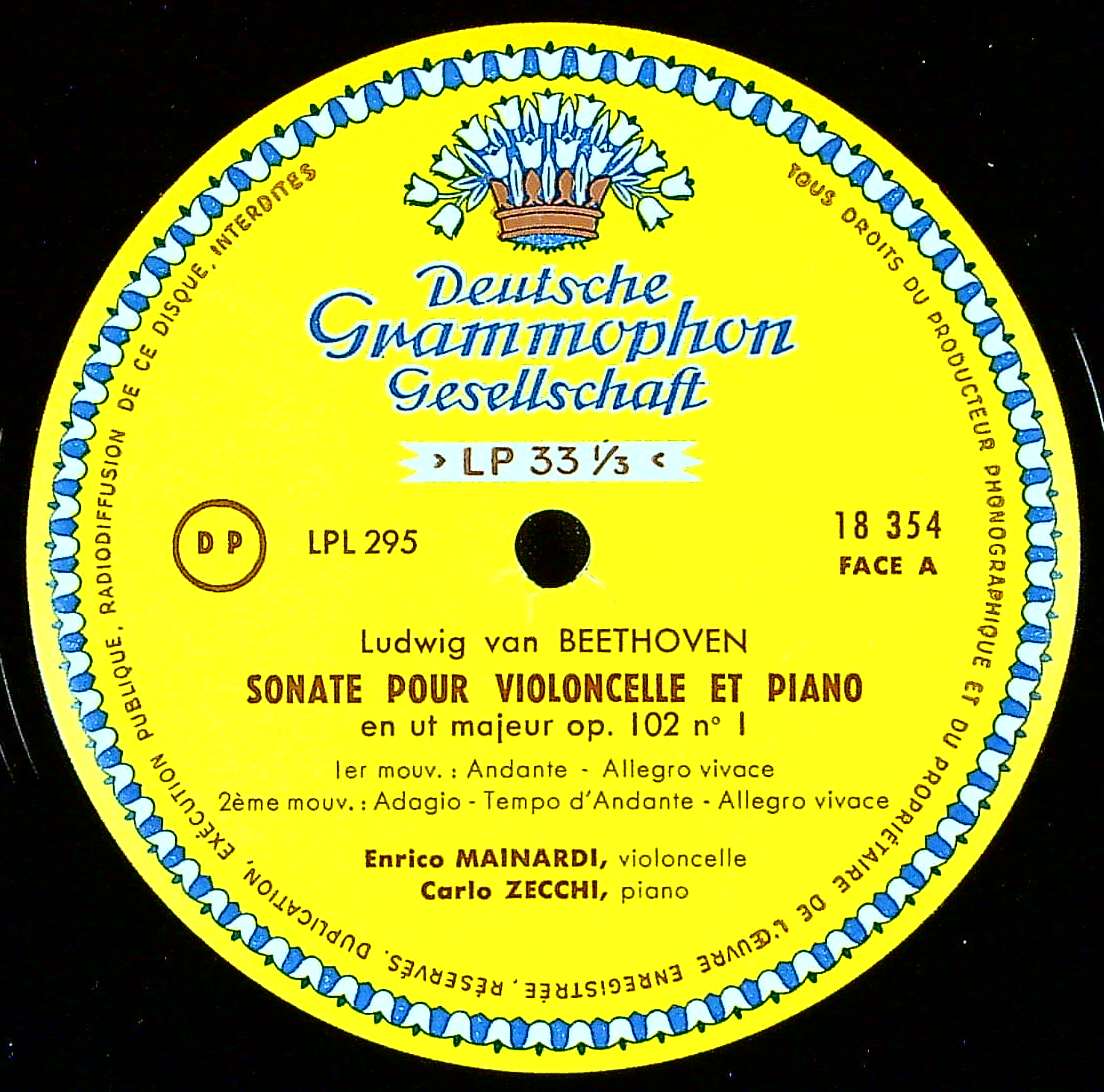 Deutsche
Grammophon
Gesellschaft
> LP 33 1/3 <
D P
LPL 295
18 354
FACE A
Ludwig van BEETHOVEN
SONATE POUR VIOLONCELLE ET PIANO
en ut majeur op. 102 n° 1
1er mouv. : Andante - Allegro vivace
2ème mouv. : Adagio - Tempo d'Andante - Allegro vivace
Enrico MAINARDI, violoncelle
Carlo ZECCHI, piano
TOUS DROITS DU PRODUCTEUR PHONOGRAPHIQUE ET DU PROPRIÉTAIRE DE L'ŒUVRE ENREGISTRÉE, RÉSERVÉS. DUPLICATION, EXÉCUTION PUBLIQUE, RADIODIFFUSION DE CE DISQUE, INTERDITES